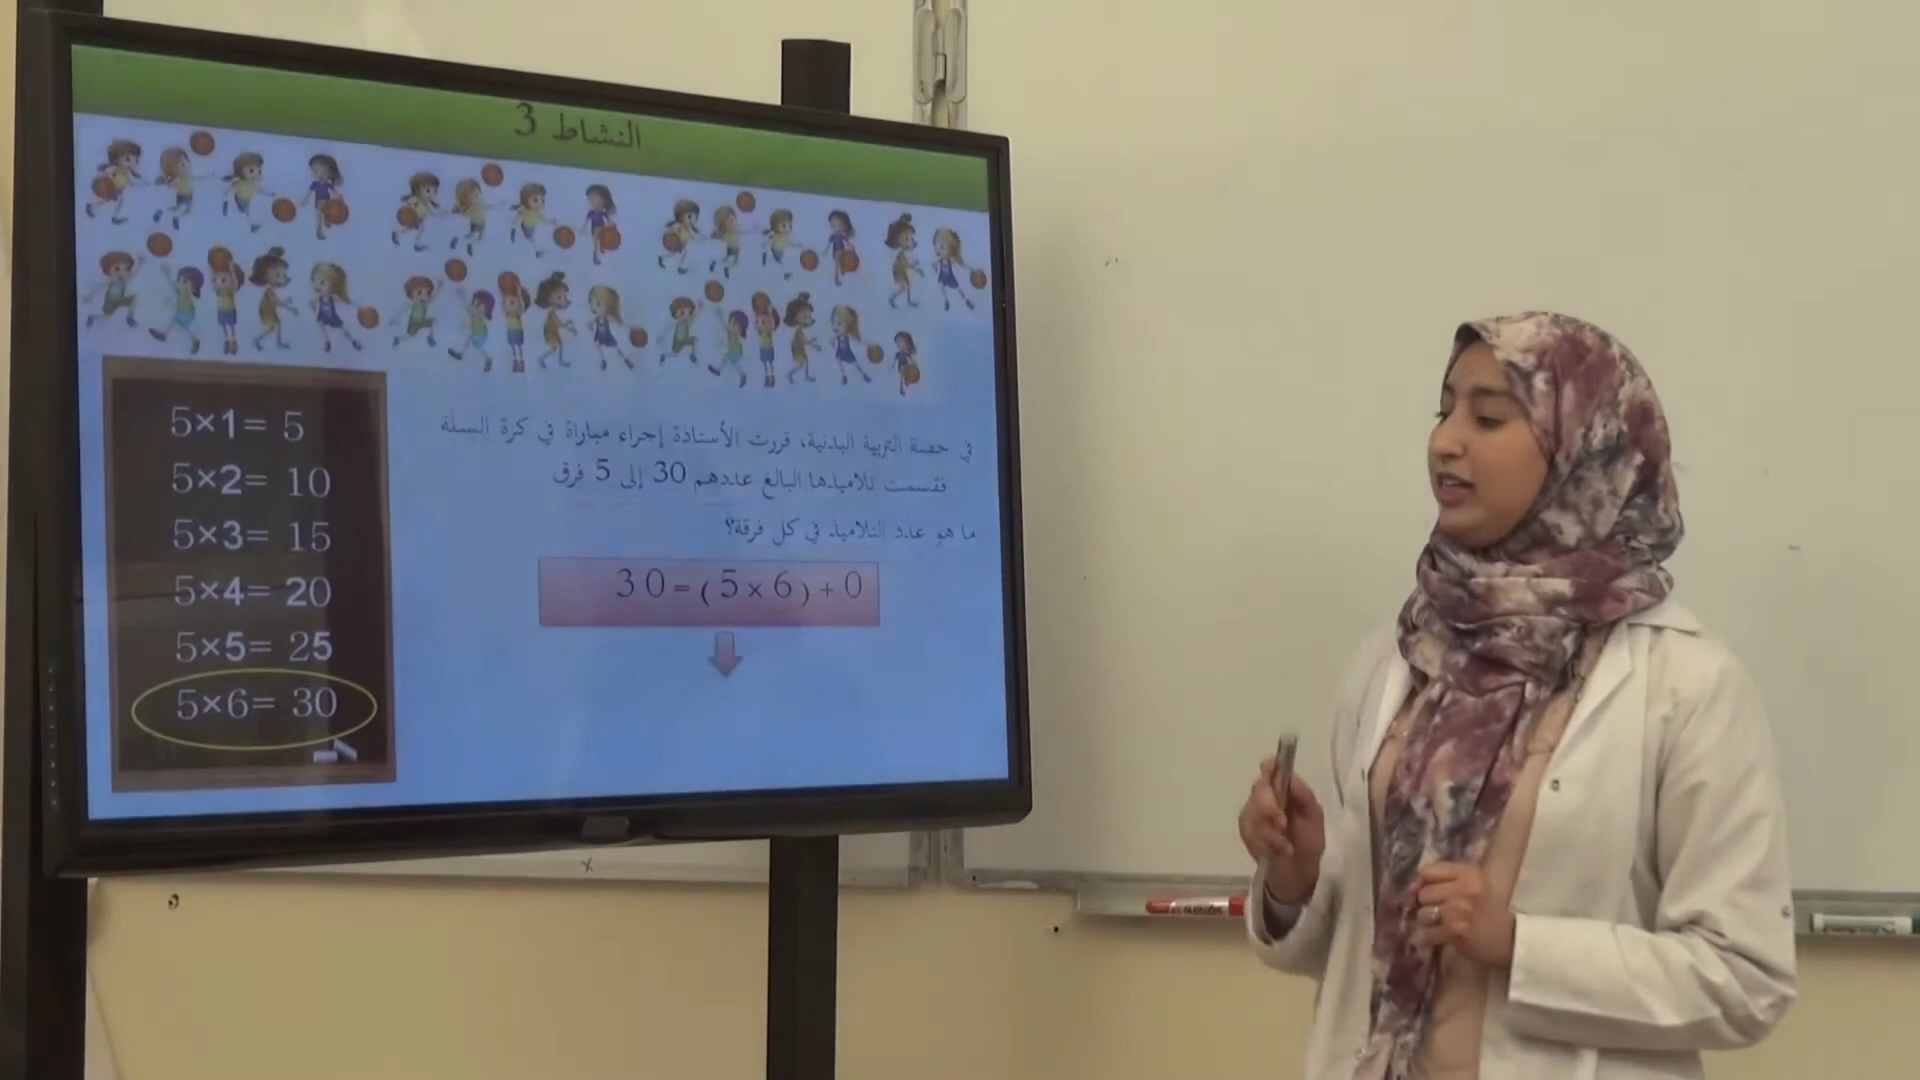 النشاط 3
في حصة التربية البدنية، قررت الأستاذة إجراء مباراة في كرة السلة
فقسمت تلاميذها البالغ عددهم 30 إلى 5 فرق
ما هو عدد التلاميذ في كل فرقة؟
30=(5×6)+0
5×1= 5
5×2= 10
5×3= 15
5×4= 20
5×5= 25
5×6= 30